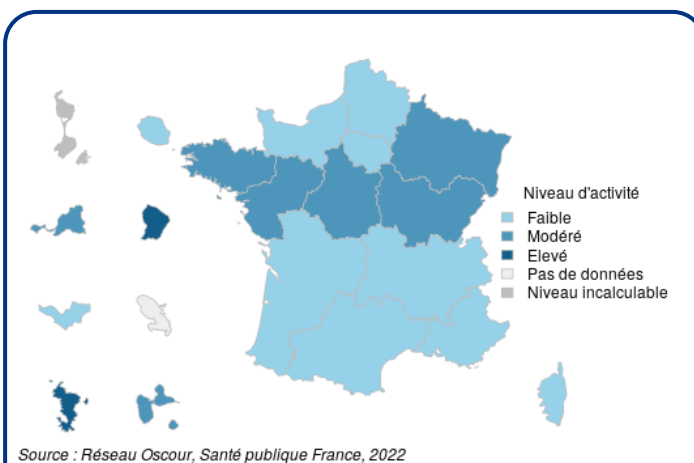 Niveau d'activité
Faible
Modéré
Elevé
Pas de données
Niveau incalculable
Source : Réseau Oscour, Santé publique France, 2022